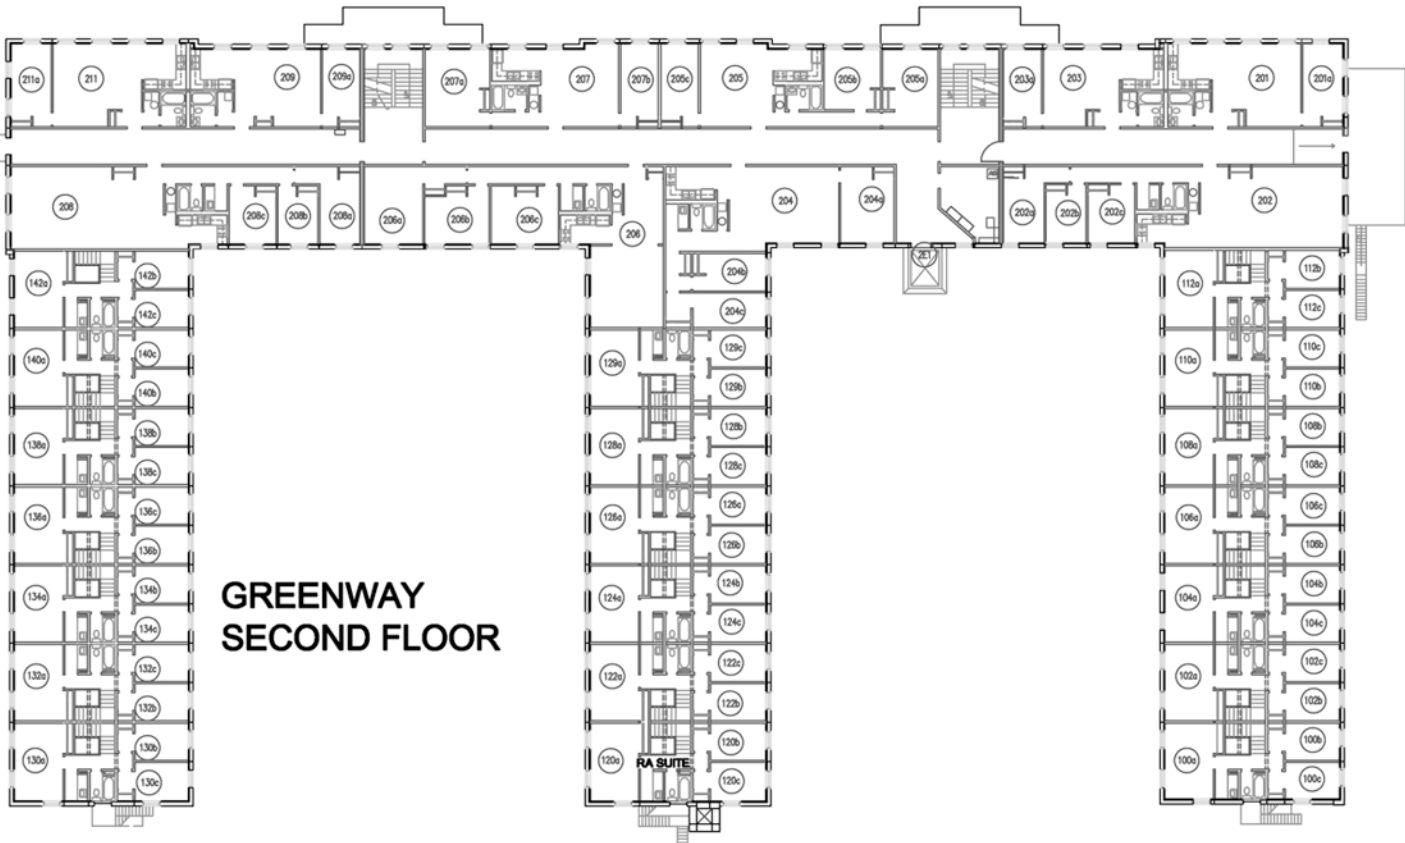 211a 211 209 209a 207a 207 207b 205c 205 205b 205a 203a 203 201 201a
208 208c 208b 208a 206a 206b 206c 206 204 204a 202a 202b 202c 202
2E1
142a 142b 204b 112a 112b
142c 204c 112c
140a 140c 129a 129c 110a 110c
140b 129b 110b
138a 138b 128a 128b 108a 108b
138c 128c 108c
136a 136c 126a 126c 106a 106c
136b 126b 106b
134a 134b 124a 124b 104a 104b
GREENWAY
SECOND FLOOR
134c 124c 104c
132a 132c 122a 122c 102a 102c
132b 122b 102b
130a 130b 120a 120b 100a 100b
RA SUITE
130c 120c 100c